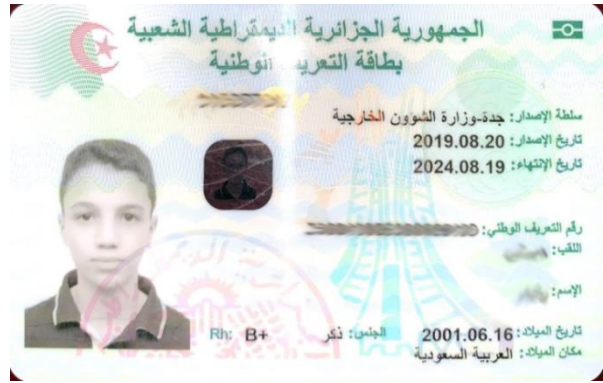 الجمهورية الجزائرية الديمقراطية الشعبية
بطاقة التعريف الوطنية
سلطة الإصدار: جدة-وزارة الشؤون الخارجية
تاريخ الإصدار: 2019.08.20
تاريخ الإنتهاء: 2024.08.19
رقم التعريف الوطني:
اللقب:
الإسم:
تاريخ الميلاد: 2001.06.16 الجنس: ذكر Rh: B+
مكان الميلاد: العربية السعودية